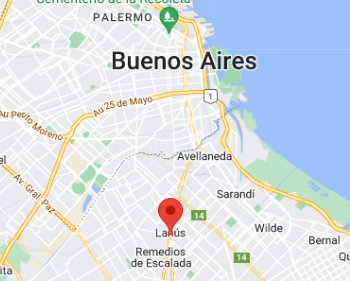 Cementerio de la Recoleta
PALERMO
Buenos Aires
1
Au 25 de Mayo
Au Perito Moreno
Avellaneda
Av. Gral. Paz
Sarandí
14
Lanús
Wilde
Bernal
Remedios
de Escalada
14